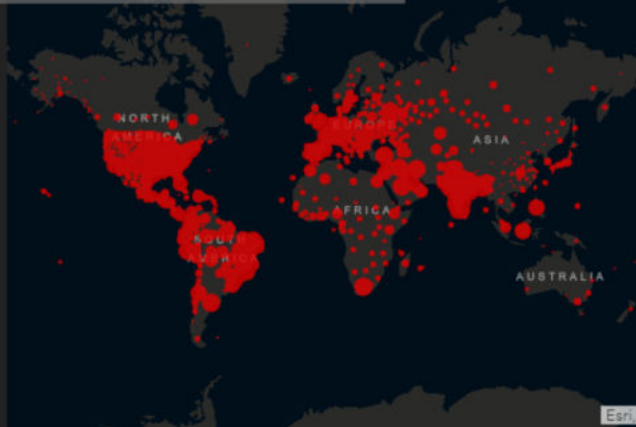 NORTH
AMERICA
EUROPE
ASIA
AFRICA
SOUTH
AMERICA
AUSTRALIA
Esri,